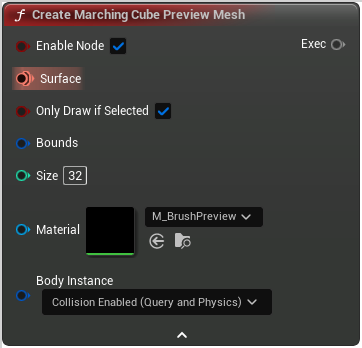 Create Marching Cube Preview Mesh
Enable Node
Exec
Surface
Only Draw if Selected
Bounds
Size 32
Material
M_BrushPreview
Body Instance
Collision Enabled (Query and Physics)